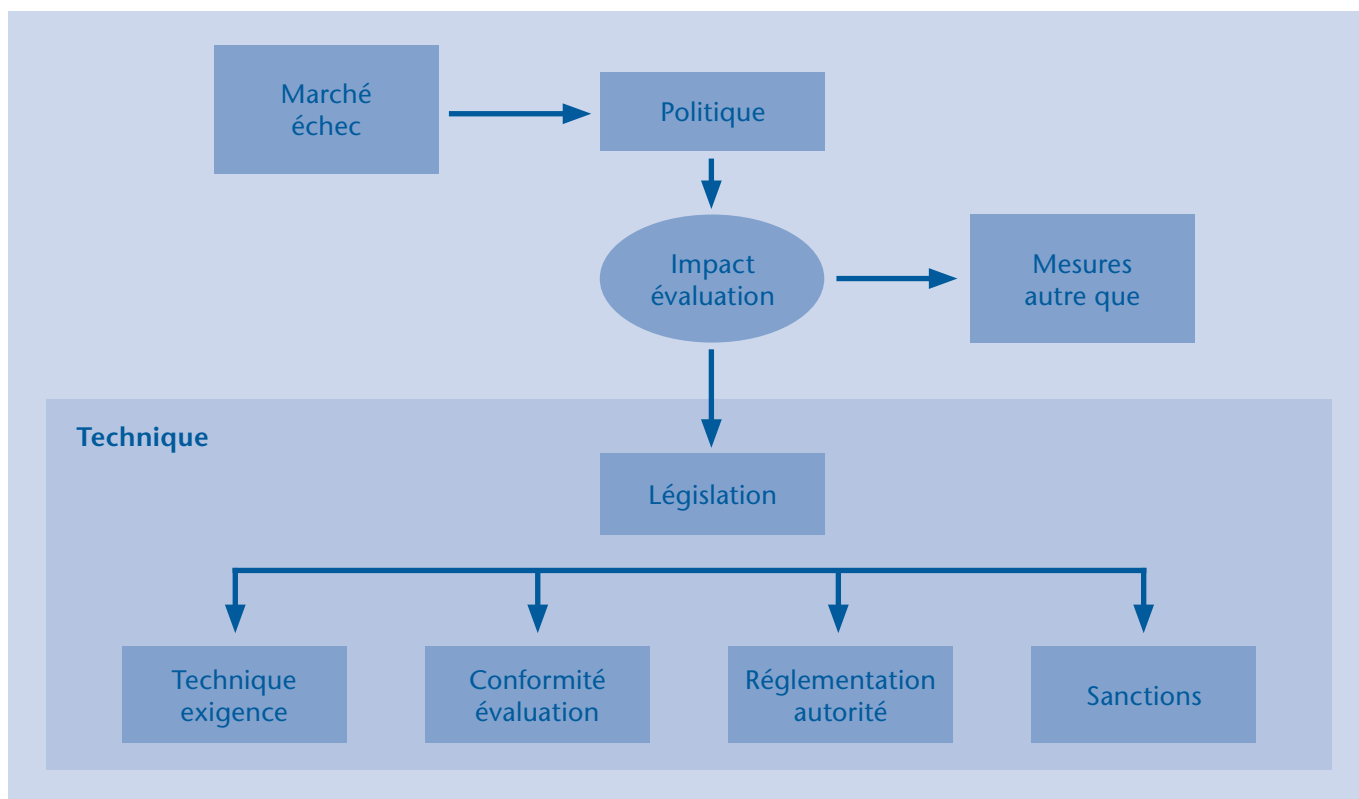 Marché
échec
Politique
Impact
évaluation
Mesures
autre que
Technique
Législation
Technique
exigence
Conformité
évaluation
Réglementation
autorité
Sanctions